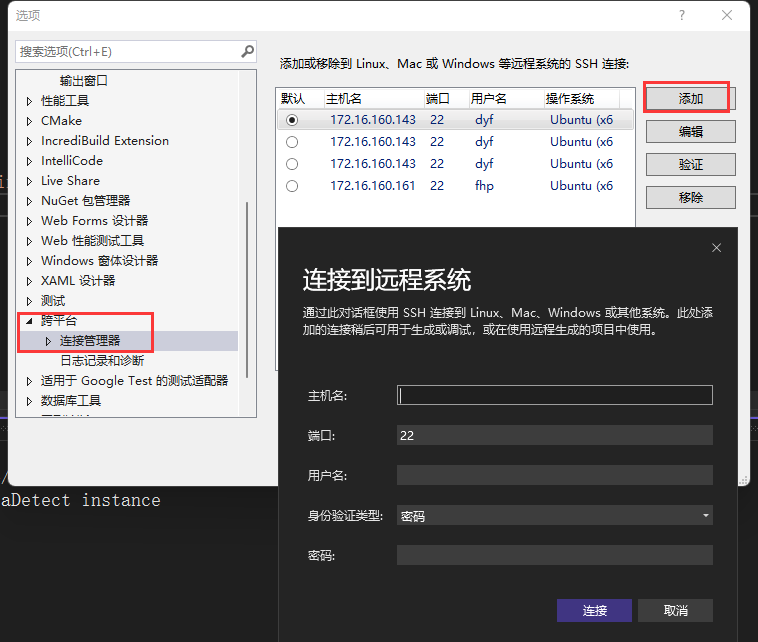 选项
搜索选项(Ctrl+E)
输出窗口
性能工具
CMake
IncrediBuild Extension
IntelliCode
Live Share
NuGet 包管理器
Web Forms 设计器
Web 性能测试工具
Windows 窗体设计器
XAML 设计器
测试
跨平台
连接管理器
日志记录和诊断
适用于 Google Test 的测试适配器
数据库工具
添加或移除到 Linux、Mac 或 Windows 等远程系统的 SSH 连接:
默认 主机名 端口 用户名 操作系统
172.16.160.143 22 dyf Ubuntu (x6
172.16.160.143 22 dyf Ubuntu (x6
172.16.160.143 22 dyf Ubuntu (x6
172.16.160.161 22 fhp Ubuntu (x6
添加
编辑
验证
移除
连接到远程系统
通过此对话框使用 SSH 连接到 Linux、Mac、Windows 或其他系统。此处添
加的连接稍后可用于生成或调试，或在使用远程生成的项目中使用。
主机名:
端口: 22
用户名:
身份验证类型: 密码
密码:
连接 取消
aDetect instance